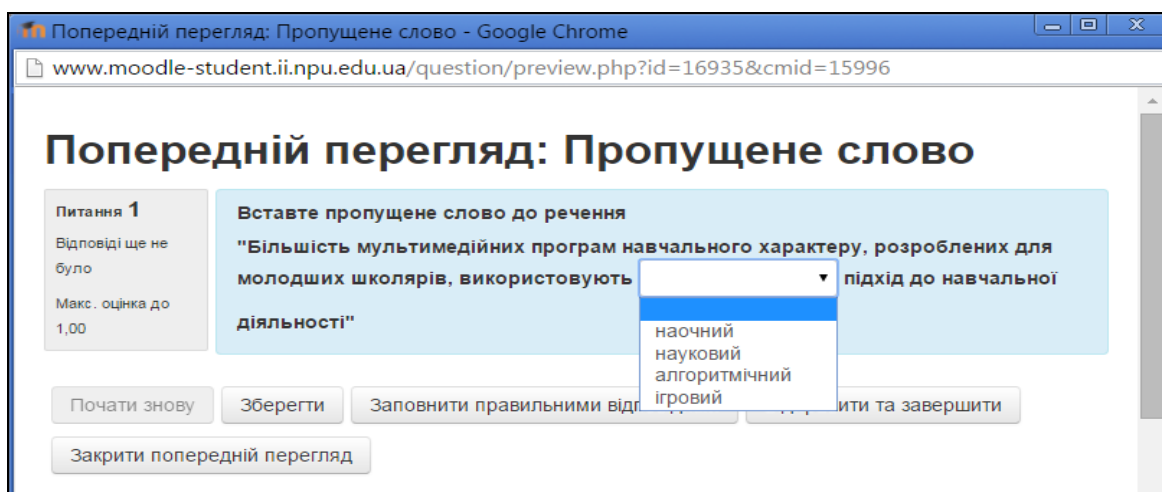 Попередній перегляд: Пропущене слово - Google Chrome
www.moodle-student.ii.npu.edu.ua/question/preview.php?id=16935&cmid=15996
Попередній перегляд: Пропущене слово
Питання 1
Відповіді ще не
було
Макс. оцінка до
1,00
Вставте пропущене слово до речення
"Більшість мультимедійних програм навчального характеру, розроблених для
молодших школярів, використовують підхід до навчальної
діяльності"
наочний
науковий
алгоритмічний
ігровий
Почати знову Зберегти Заповнити правильними та завершити
Закрити попередній перегляд